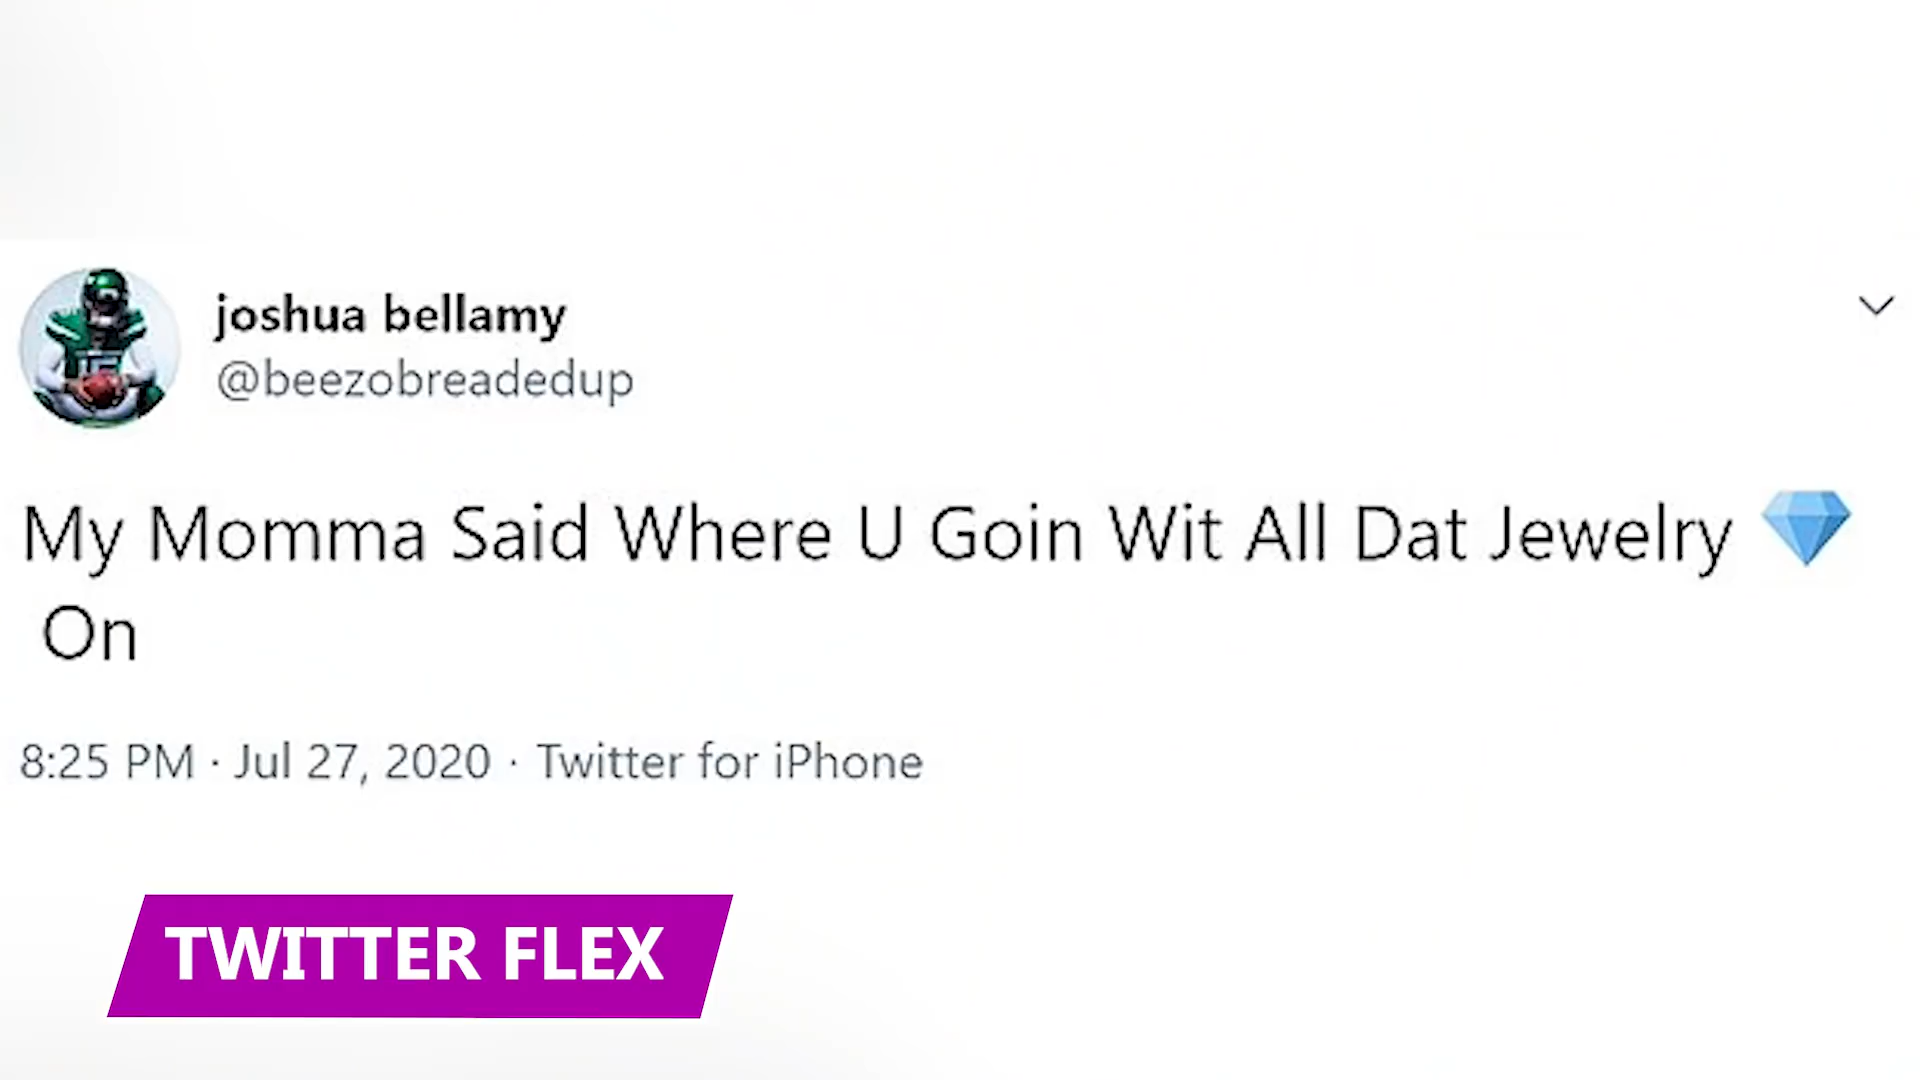 joshua bellamy
@beezobreadedup
My Momma Said Where U Goin Wit All Dat Jewelry 💎
On
8:25 PM · Jul 27, 2020 · Twitter for iPhone
TWITTER FLEX